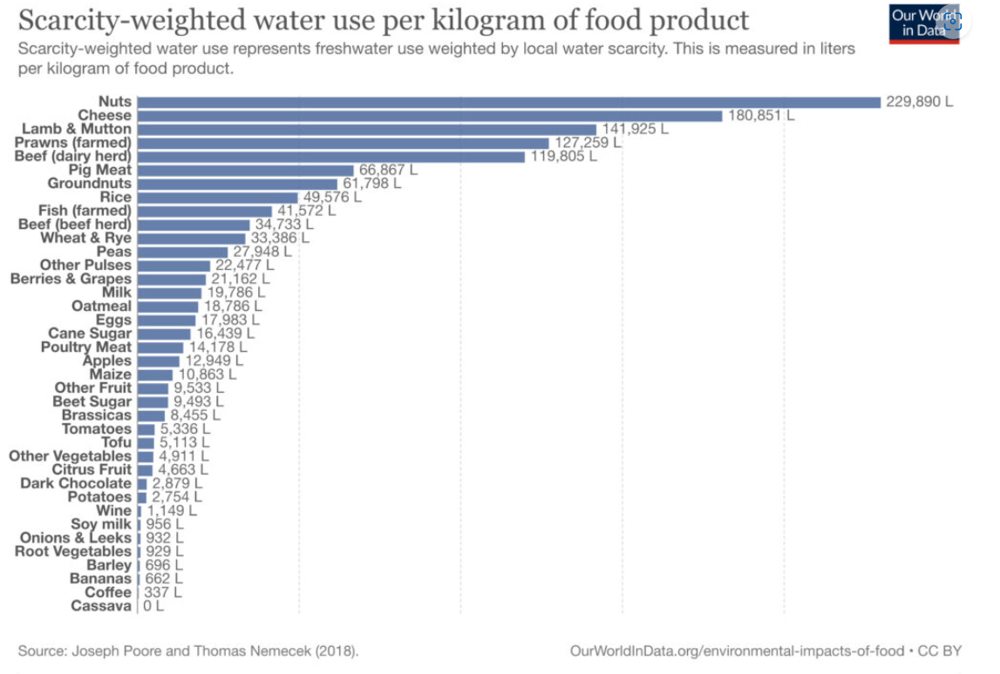 Scarcity-weighted water use per kilogram of food product
Our World
in Data
Scarcity-weighted water use represents freshwater use weighted by local water scarcity. This is measured in liters
per kilogram of food product.
Nuts 229,890 L
Cheese 180,851 L
Lamb & Mutton 141,925 L
Prawns (farmed) 127,259 L
Beef (dairy herd) 119,805 L
Pig Meat 66,867 L
Groundnuts 61,798 L
Rice 49,576 L
Fish (farmed) 41,572 L
Beef (beef herd) 34,733 L
Wheat & Rye 33,386 L
Peas 27,948 L
Other Pulses 22,477 L
Berries & Grapes 21,162 L
Milk 19,786 L
Oatmeal 18,786 L
Eggs 17,983 L
Cane Sugar 16,439 L
Poultry Meat 14,178 L
Apples 12,949 L
Maize 10,863 L
Other Fruit 9,533 L
Beet Sugar 9,493 L
Brassicas 8,455 L
Tomatoes 5,336 L
Tofu 5,113 L
Other Vegetables 4,911 L
Citrus Fruit 4,663 L
Dark Chocolate 2,879 L
Potatoes 2,754 L
Wine 1,149 L
Soy milk 956 L
Onions & Leeks 932 L
Root Vegetables 929 L
Barley 696 L
Bananas 662 L
Coffee 337 L
Cassava 0 L
Source: Joseph Poore and Thomas Nemecek (2018).
OurWorldInData.org/environmental-impacts-of-food • CC BY